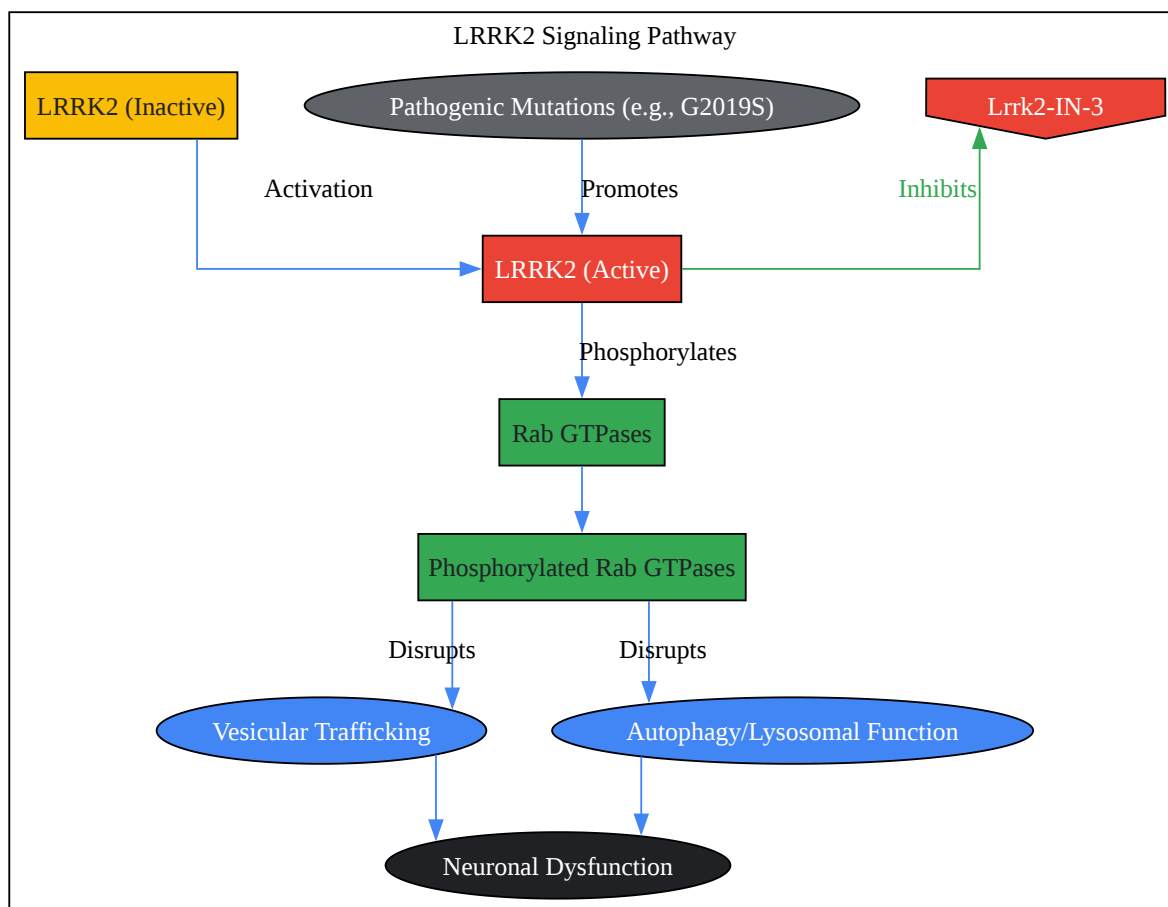 LRRK2 Signaling Pathway
LRRK2 (Inactive)
Pathogenic Mutations (e.g., G2019S)
Lrrk2-IN-3
Activation
Promotes
Inhibits
LRRK2 (Active)
Phosphorylates
Rab GTPases
Phosphorylated Rab GTPases
Disrupts
Disrupts
Vesicular Trafficking
Autophagy/Lysosomal Function
Neuronal Dysfunction